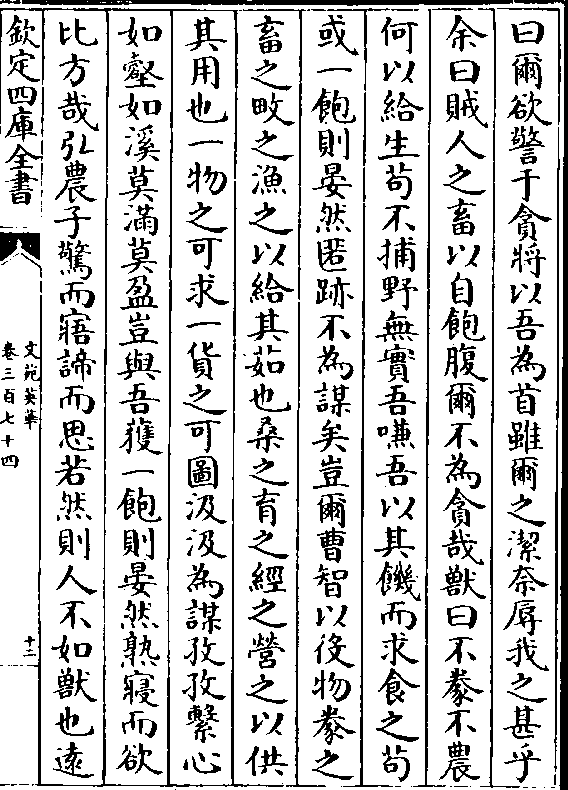 曰爾欲警于貪將以吾為首雖爾之潔奈辱我之甚乎
余曰賊人之畜以自飽腹爾不為貪哉獸曰不豢不農
何以給生苟不捕野無實吾嗛吾以其饑而求食之苟
或一飽則晏然匿跡不為謀矣豈爾曹智以役物豢之
畜之畋之漁之以給其茹也桑之育之經之營之以供
其用也一物之可求一貨之可圖汲汲為謀孜孜繫心
如壑如溪莫滿莫盈豈與吾獲一飽則晏然熟寢而欲
比方哉弘農子驚而寤諦而思若然則人不如獸也遠
欽定四庫全書
文苑英華
卷三百七十四
十二